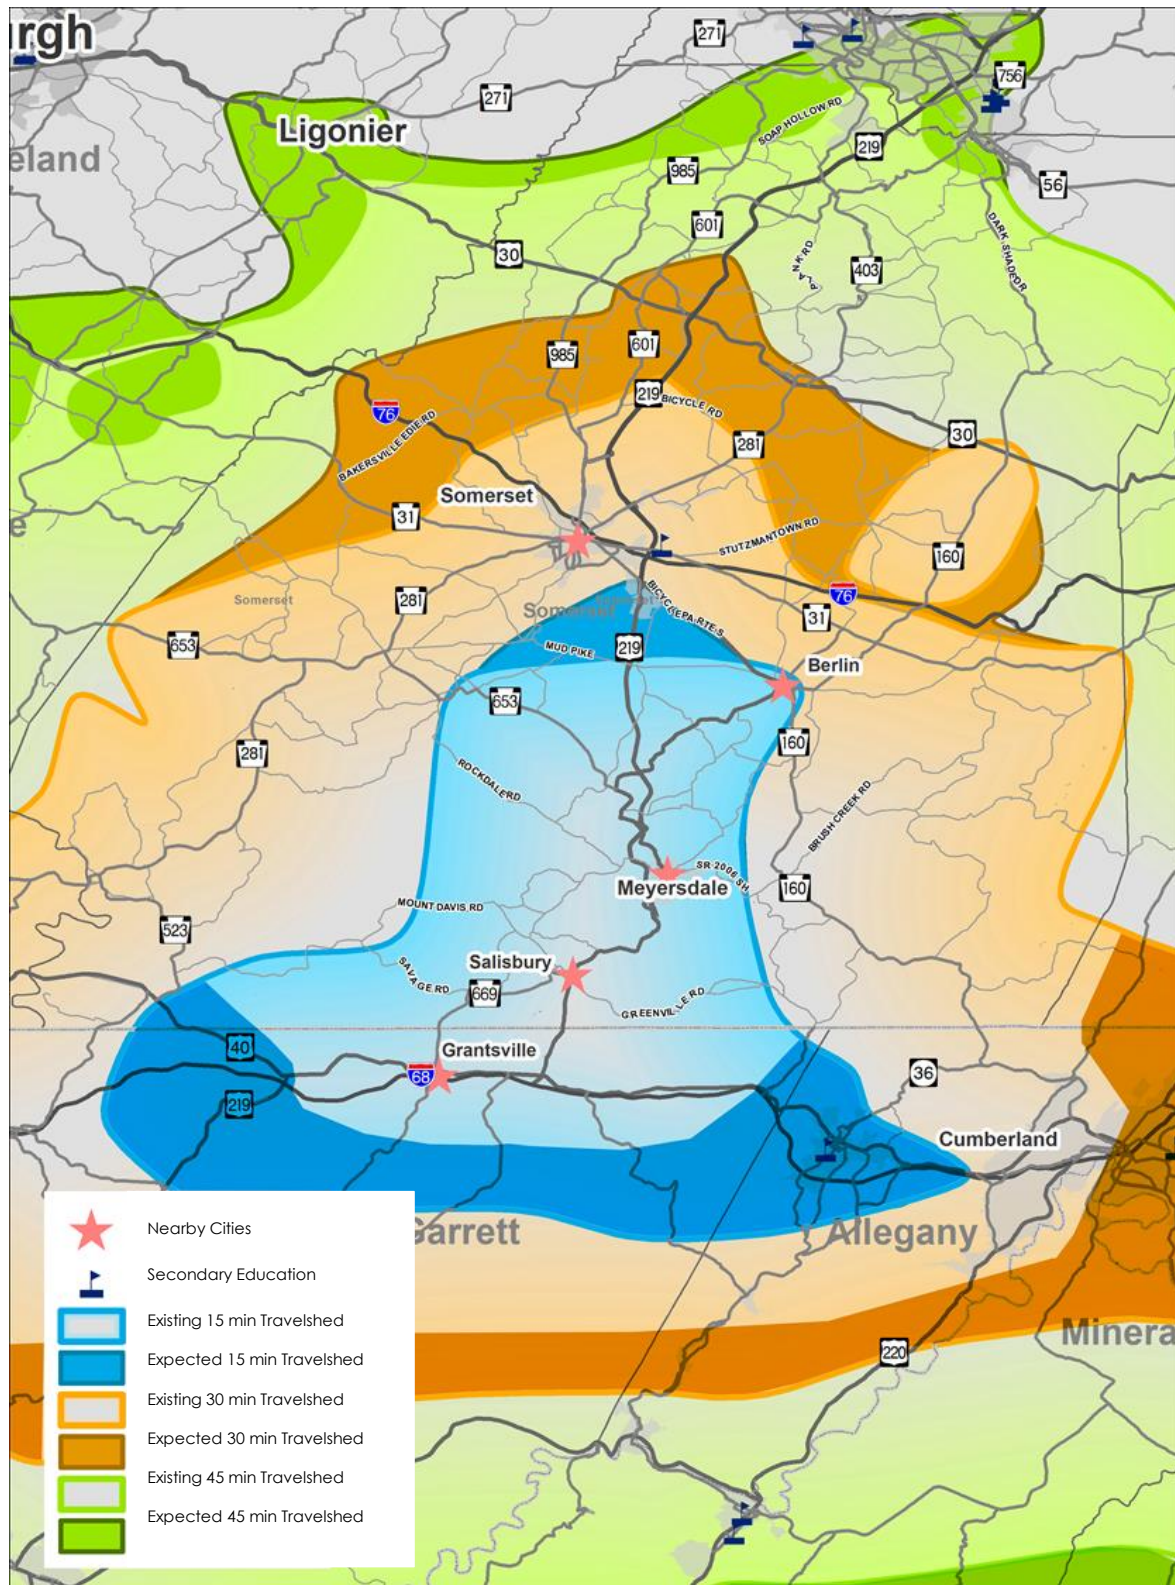 urgh
271
271
756
Ligonier
SOAP HOLLOW RD
219
eland
985
56
601
DARK SHADE DR
30
PLANK RD
403
601
985
219
BICYCLE RD
76
BAKERSVILLE EDIE RD
281
30
Somerset
31
STUTZMANTOWN RD
e
160
76
Somerset
281
Somerset
31
653
219
MUD PIKE
Berlin
653
160
281
ROCKDALE RD
BRUSH CREEK RD
SR 2006 SH
Meyersdale
160
MOUNT DAVIS RD
523
Salisbury
SAVAGE RD
669
GREENVILLE RD
40
Grantsville
68
36
219
Cumberland
Garrett
Allegany
Minera
220
Nearby Cities
Secondary Education
Existing 15 min Travelshed
Expected 15 min Travelshed
Existing 30 min Travelshed
Expected 30 min Travelshed
Existing 45 min Travelshed
Expected 45 min Travelshed